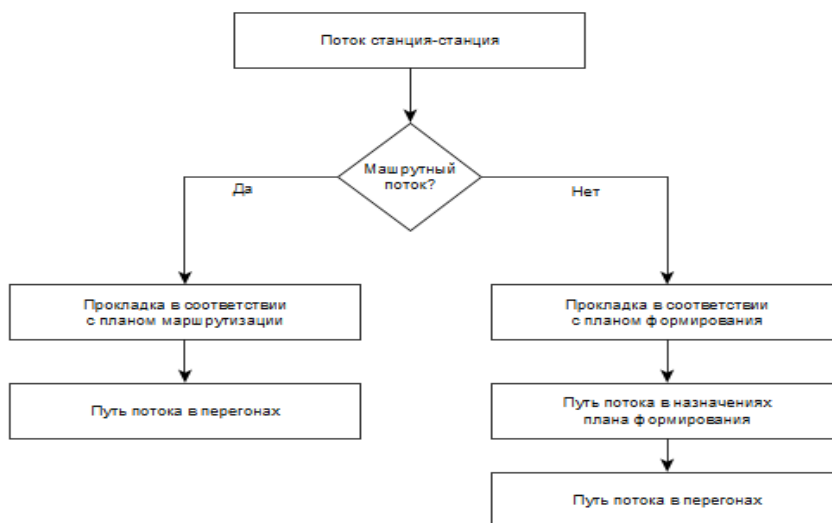 Поток станция-станция
Машрутный
поток?
Да
Нет
Прокладка в соответствии
с планом маршрутизации
Прокладка в соответствии
с планом формирования
Путь потока в перегонах
Путь потока в назначениях
плана формирования
Путь потока в перегонах